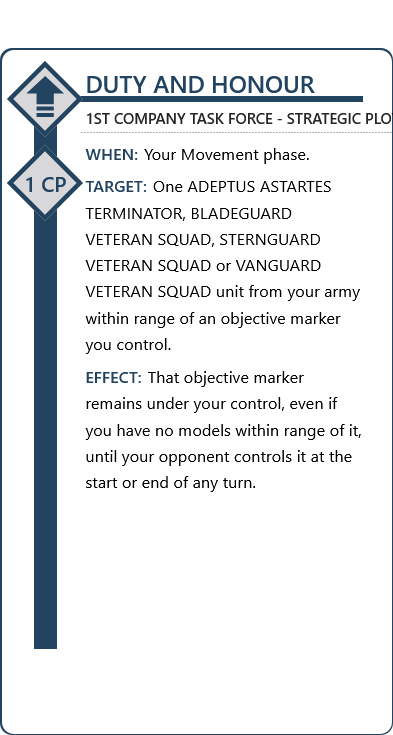 DUTY AND HONOUR
1ST COMPANY TASK FORCE - STRATEGIC PLO
1 CP
WHEN: Your Movement phase.
TARGET: One ADEPTUS ASTARTES
TERMINATOR, BLADEGUARD
VETERAN SQUAD, STERNGUARD
VETERAN SQUAD or VANGUARD
VETERAN SQUAD unit from your army
within range of an objective marker
you control.
EFFECT: That objective marker
remains under your control, even if
you have no models within range of it,
until your opponent controls it at the
start or end of any turn.